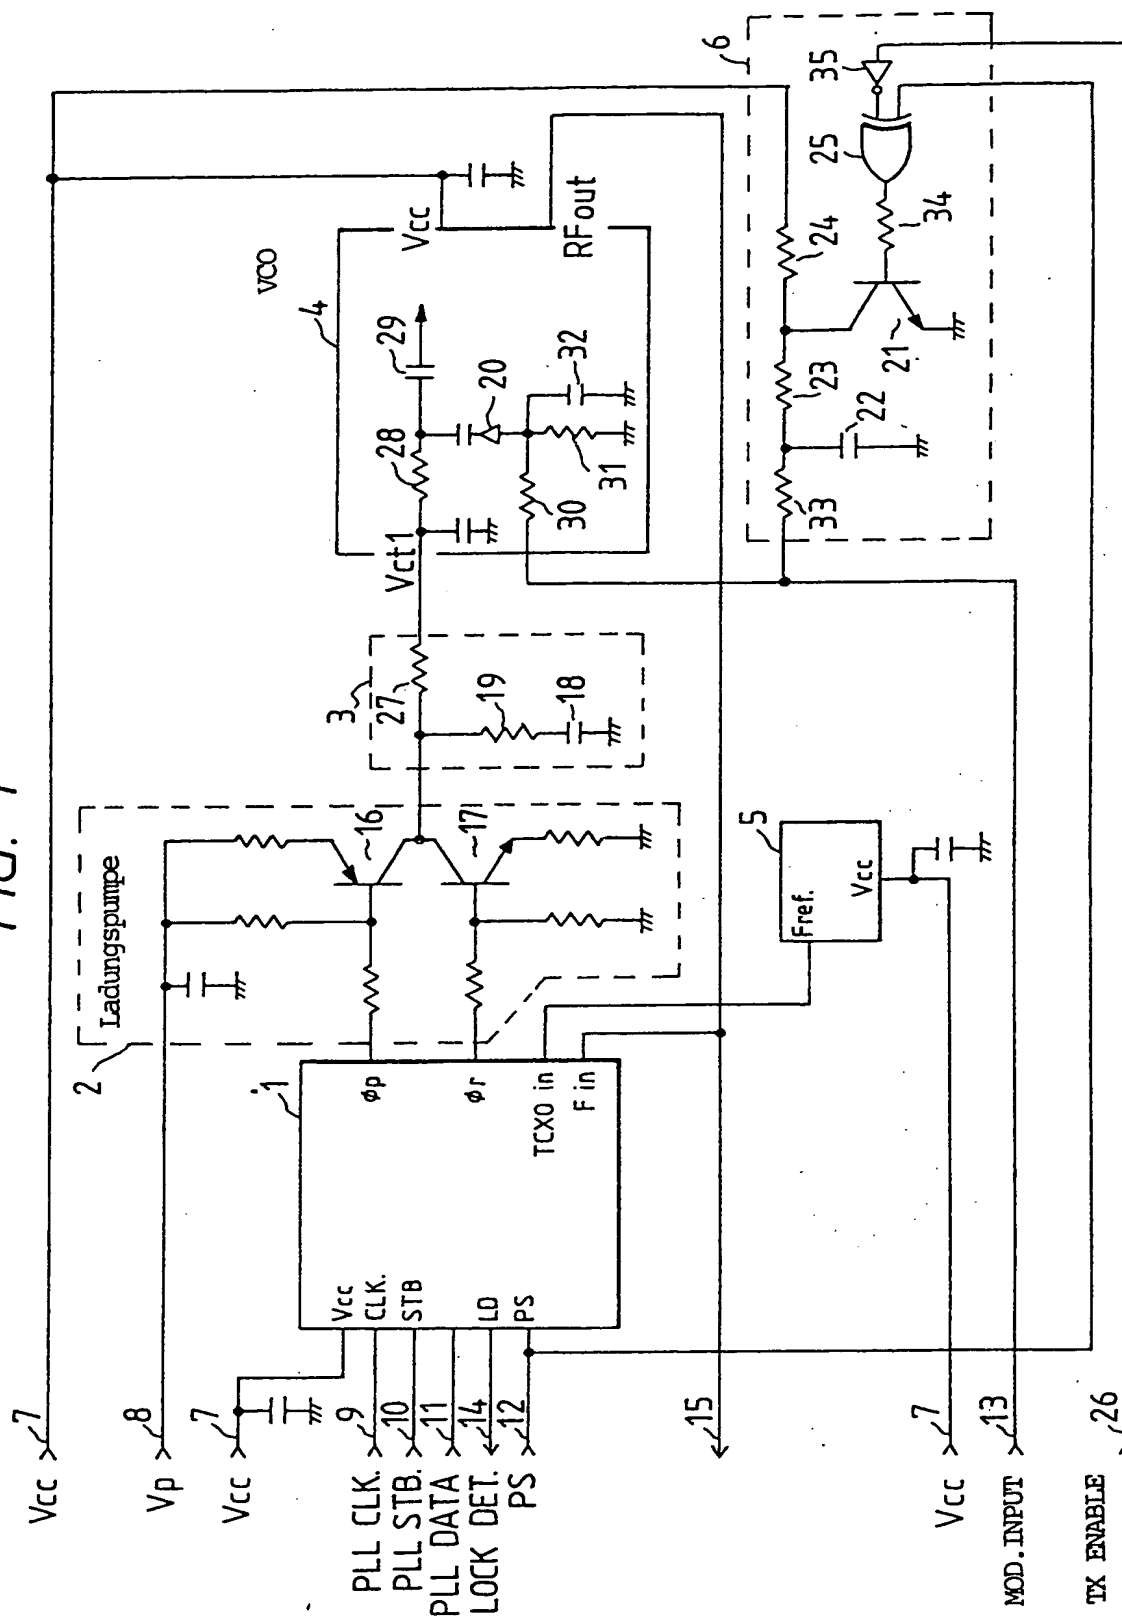 FIG. 1
Vcc 7
Vp 8
Vcc 7
PLL CLK. 9
PLL STB. 10
PLL DATA 11
LOCK DET. 14
PS 12
15
Vcc 7
MOD.INPUT 13
TX ENABLE 26
2
Ladungspumpe
16
17
1
Vcc
CLK.
STB
LD
PS
Φp
Φr
TCXO in
F in
3
27
19
18
VCO
4
Vcc
RFout
Vct1
28
29
20
30
31
32
5
Fref.
Vcc
6
33
22
23
24
21
34
25
35